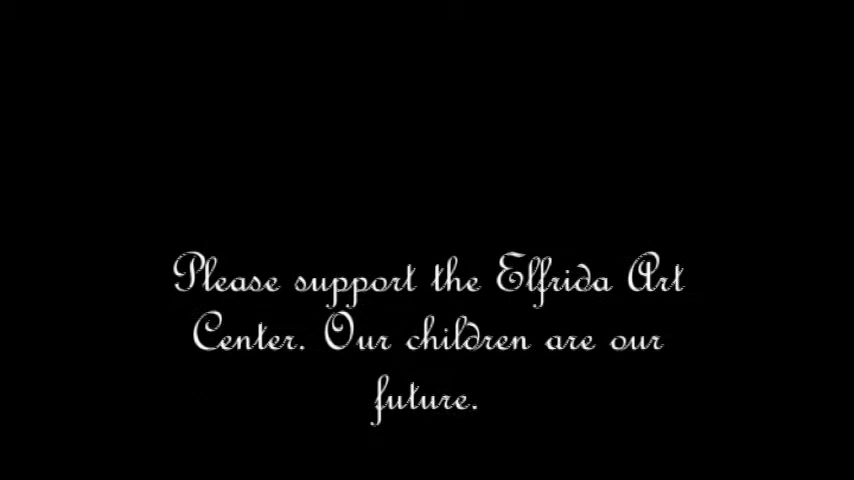 Please support the Elfrida Art
Center. Our children are our
future.